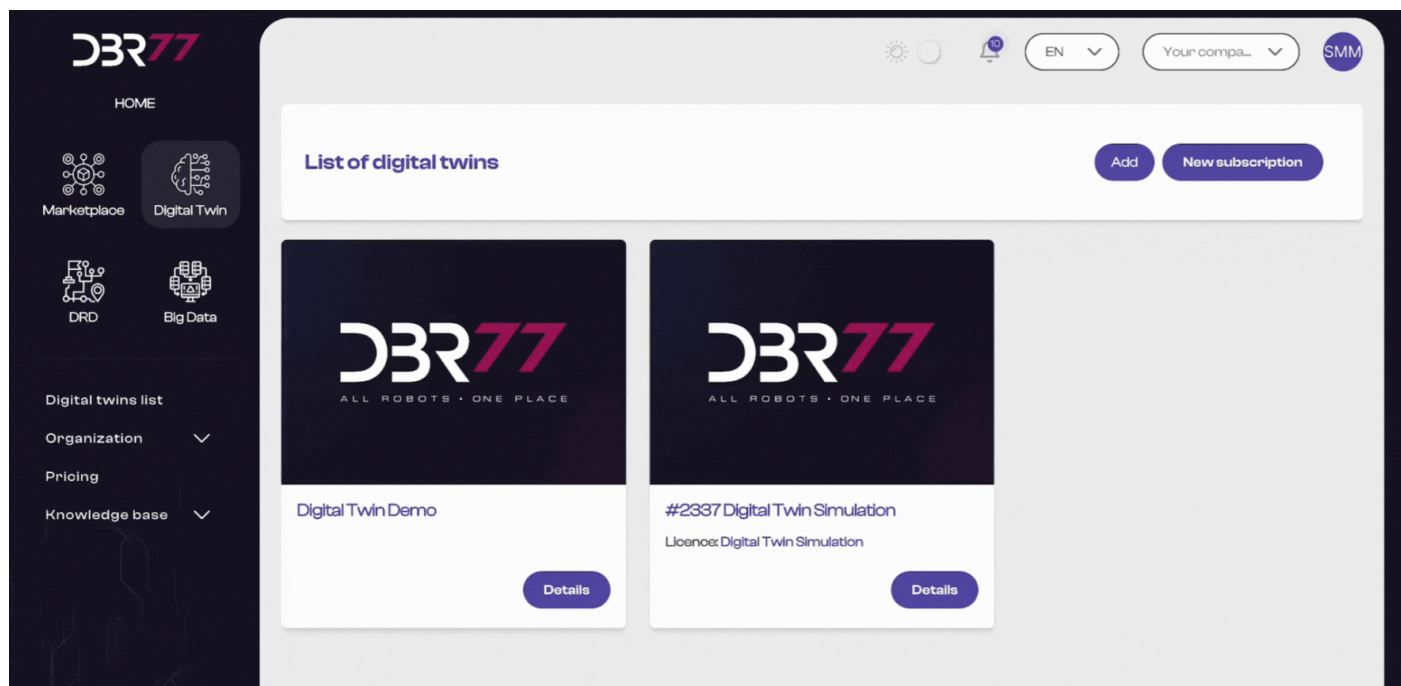 DBR77
HOME
Marketplace
Digital Twin
DRD
Big Data
Digital twins list
Organization
Pricing
Knowledge base
10
EN
Your compa...
SMM
List of digital twins
Add
New subscription
DBR77
ALL ROBOTS • ONE PLACE
Digital Twin Demo
Details
DBR77
ALL ROBOTS • ONE PLACE
#2337 Digital Twin Simulation
Licence: Digital Twin Simulation
Details